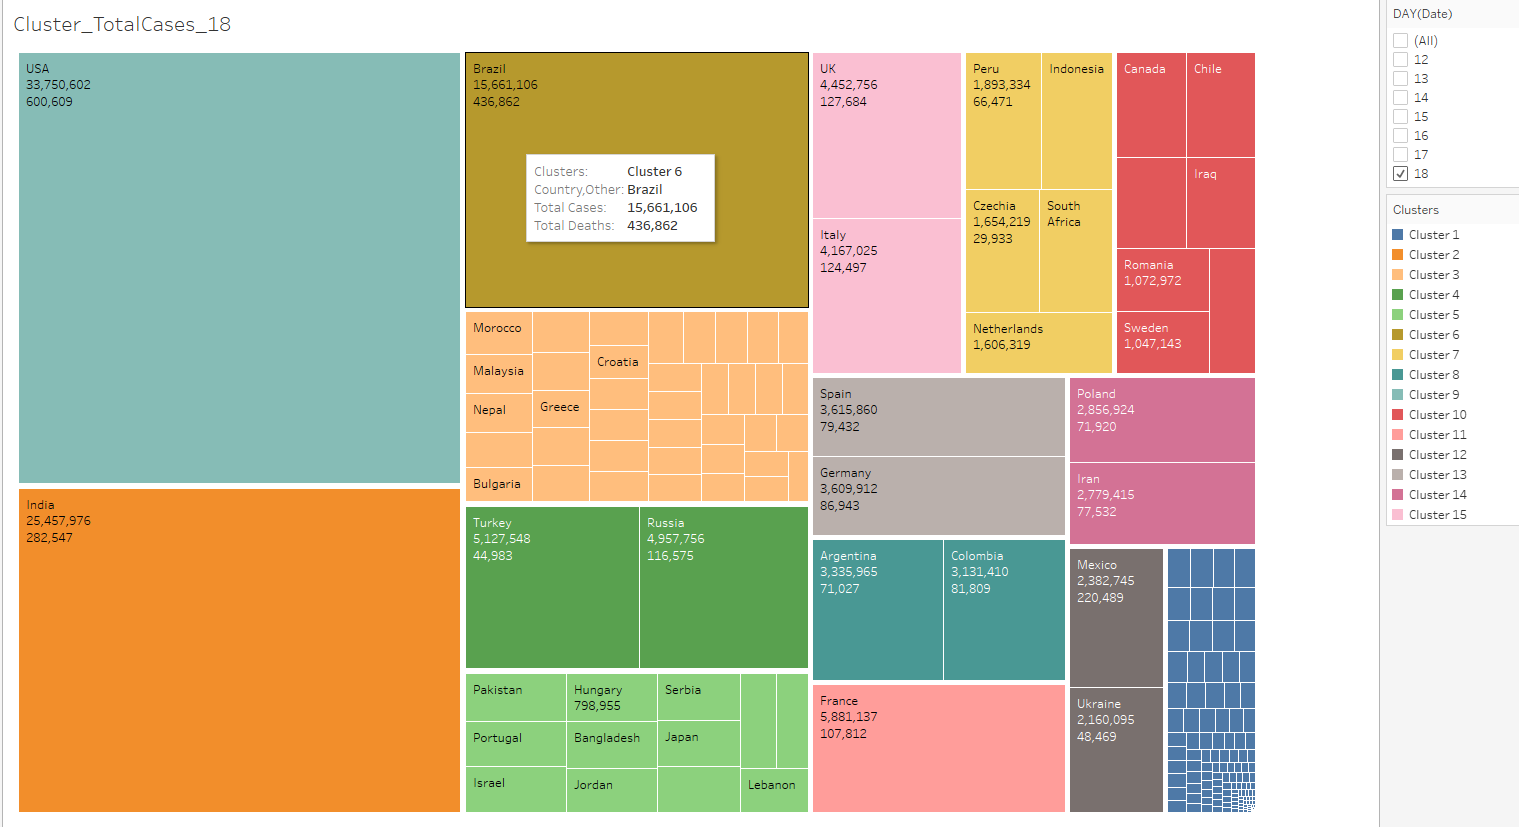 Cluster_TotalCases_18
USA
33,750,602
600,609
India
25,457,976
282,547
Brazil
15,661,106
436,862
Clusters: Cluster 6
Country,Other: Brazil
Total Cases: 15,661,106
Total Deaths: 436,862
Morocco
Malaysia
Nepal
Bulgaria
Greece
Croatia
Turkey
5,127,548
44,983
Russia
4,957,756
116,575
Pakistan
Portugal
Israel
Hungary
798,955
Bangladesh
Jordan
Serbia
Japan
Lebanon
UK
4,452,756
127,684
Italy
4,167,025
124,497
Peru
1,893,334
66,471
Indonesia
Czechia
1,654,219
29,933
South
Africa
Netherlands
1,606,319
Canada
Chile
Iraq
Romania
1,072,972
Sweden
1,047,143
Spain
3,615,860
79,432
Germany
3,609,912
86,943
Poland
2,856,924
71,920
Iran
2,779,415
77,532
Argentina
3,335,965
71,027
Colombia
3,131,410
81,809
France
5,881,137
107,812
Mexico
2,382,745
220,489
Ukraine
2,160,095
48,469
DAY(Date)
(All)
12
13
14
15
16
17
18
Clusters
Cluster 1
Cluster 2
Cluster 3
Cluster 4
Cluster 5
Cluster 6
Cluster 7
Cluster 8
Cluster 9
Cluster 10
Cluster 11
Cluster 12
Cluster 13
Cluster 14
Cluster 15